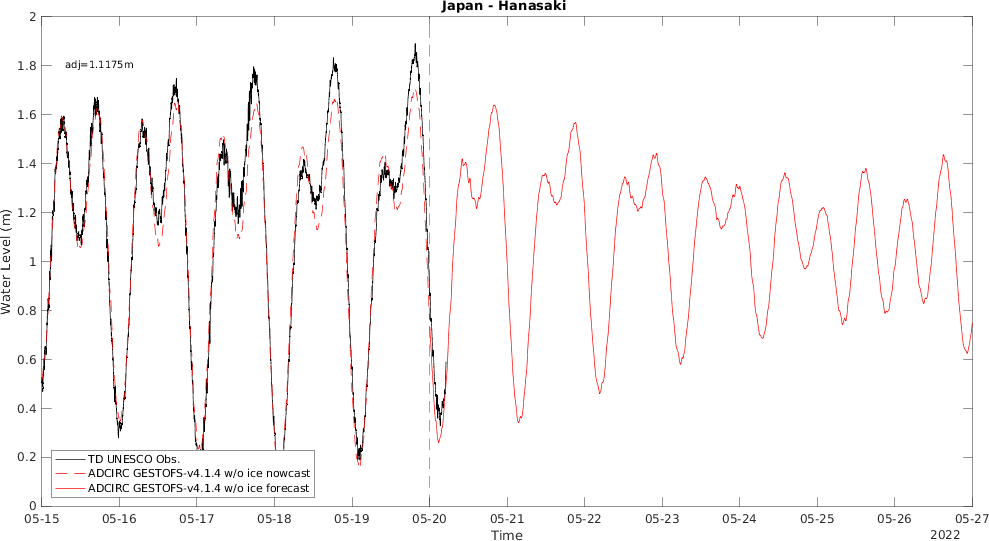 Japan - Hanasaki
2
1.8
1.6
1.4
1.2
1
0.8
0.6
0.4
0.2
0
Water Level (m)
adj=1.1175m
TD UNESCO Obs.
ADCIRC GESTOFS-v4.1.4 w/o ice nowcast
ADCIRC GESTOFS-v4.1.4 w/o ice forecast
05-15 05-16 05-17 05-18 05-19 05-20 05-21 05-22 05-23 05-24 05-25 05-26 05-27
Time
2022